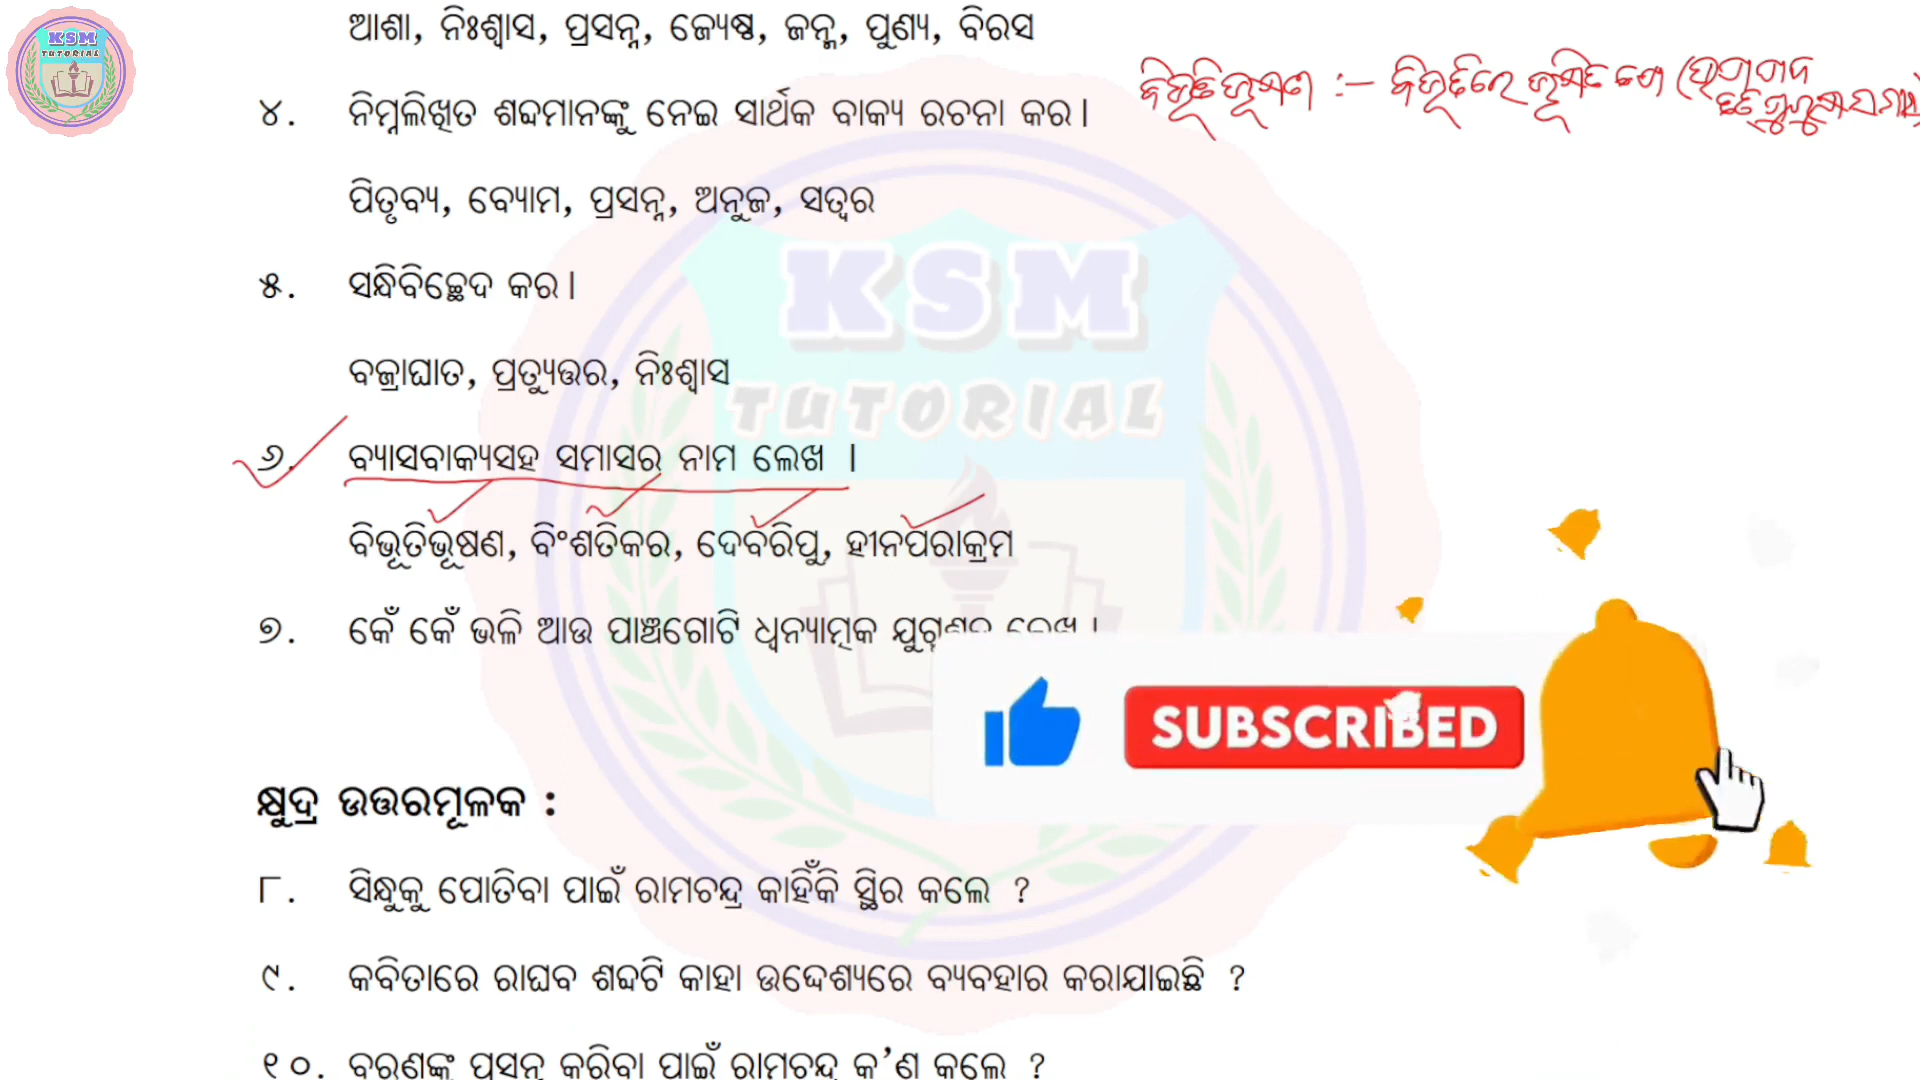 KSM
TUTORIAL
ଆଶା, ନିଃଶ୍ୱାସ, ପ୍ରସନ୍ନ, ଜ୍ୟେଷ୍ଠ, ଜନ୍ମ, ପୁଣ୍ୟ, ବିରସ
୪. ନିମ୍ନଲିଖିତ ଶବ୍ଦମାନଙ୍କୁ ନେଇ ସାର୍ଥକ ବାକ୍ୟ ରଚନା କର।
ବିଭୂତିଭୂଷଣ :– ବିଭୂତିରେ ଭୂଷିତ
ପିତୃବ୍ୟ, ବ୍ୟୋମ, ପ୍ରସନ୍ନ, ଅନୁଜ, ସତ୍ୱର
୫. ସନ୍ଧିବିଚ୍ଛେଦ କର।
KSM
ବଜ୍ରାଘାତ, ପ୍ରତ୍ୟୁତ୍ତର, ନିଃଶ୍ୱାସ
TUTORIAL
୬. ବ୍ୟାସବାକ୍ୟସହ ସମାସର ନାମ ଲେଖ ।
ବିଭୂତିଭୂଷଣ, ବିଂଶତିକର, ଦେବରିପୁ, ହୀନପରାକ୍ରମ
୭. କେଁ କେଁ ଭଳି ଆଉ ପାଞ୍ଚଗୋଟି ଧ୍ୱନ୍ୟାତ୍ମକ
SUBSCRIBED
କ୍ଷୁଦ୍ର ଉତ୍ତରମୂଳକ :
୮. ସିନ୍ଧୁକୁ ପୋତିବା ପାଇଁ ରାମଚନ୍ଦ୍ର କାହିଁକି ସ୍ଥିର କଲେ ?
୯. କବିତାରେ ରାଘବ ଶବ୍ଦଟି କାହା ଉଦ୍ଦେଶ୍ୟରେ ବ୍ୟବହାର କରାଯାଇଛି ?
୧୦. ବରୁଣଙ୍କୁ ପ୍ରସନ୍ନ କରିବା ପାଇଁ ରାମଚନ୍ଦ୍ର କ’ଣ କଲେ ?